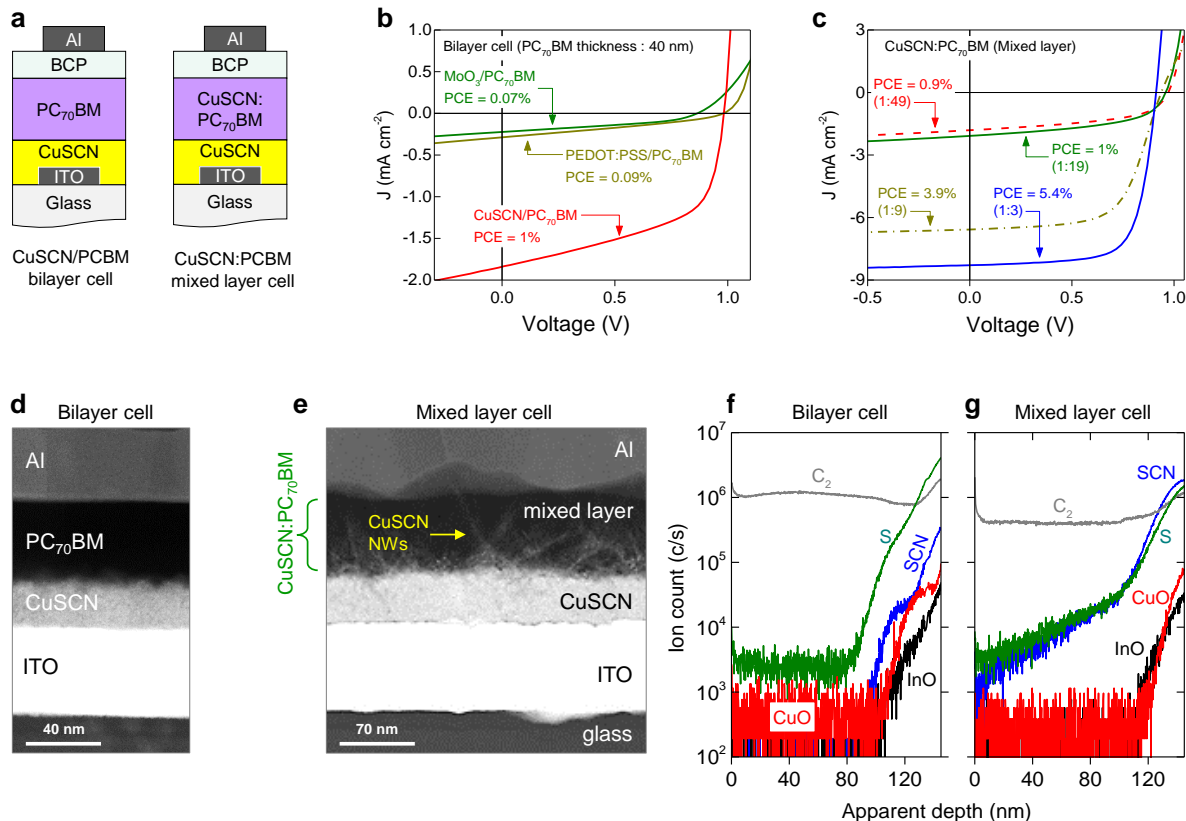 a
Al
BCP
PC70BM
CuSCN
ITO
Glass
CuSCN/PCBM
bilayer cell
Al
BCP
CuSCN:
PC70BM
CuSCN
ITO
Glass
CuSCN:PCBM
mixed layer cell
b
Bilayer cell (PC70BM thickness : 40 nm)
MoO3/PC70BM
PCE = 0.07%
PEDOT:PSS/PC70BM
PCE = 0.09%
CuSCN/PC70BM
PCE = 1%
1.0
0.5
0.0
-0.5
-1.0
-1.5
-2.0
J (mA cm-2)
0.0 0.5 1.0
Voltage (V)
c
CuSCN:PC70BM (Mixed layer)
PCE = 0.9%
(1:49)
PCE = 1%
(1:19)
PCE = 3.9%
(1:9)
PCE = 5.4%
(1:3)
3
0
-3
-6
-9
J (mA cm-2)
-0.5 0.0 0.5 1.0
Voltage (V)
d
Bilayer cell
Al
PC70BM
CuSCN
ITO
40 nm
e
Mixed layer cell
CuSCN:PC70BM
Al
mixed layer
CuSCN
NWs
CuSCN
ITO
70 nm
glass
f
Bilayer cell
10^7
10^6
10^5
10^4
10^3
10^2
Ion count (c/s)
C2
S
SCN
InO
CuO
0 40 80 120
g
Mixed layer cell
SCN
C2
S
CuO
InO
0 40 80 120
Apparent depth (nm)